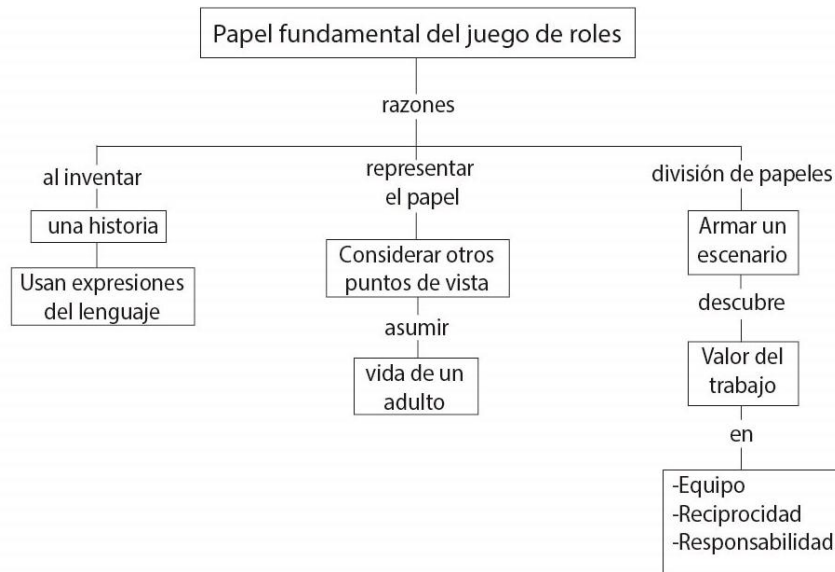 Papel fundamental del juego de roles
razones
al inventar
una historia
Usan expresiones
del lenguaje
representar
el papel
Considerar otros
puntos de vista
asumir
vida de un
adulto
división de papeles
Armar un
escenario
descubre
Valor del
trabajo
en
-Equipo
-Reciprocidad
-Responsabilidad